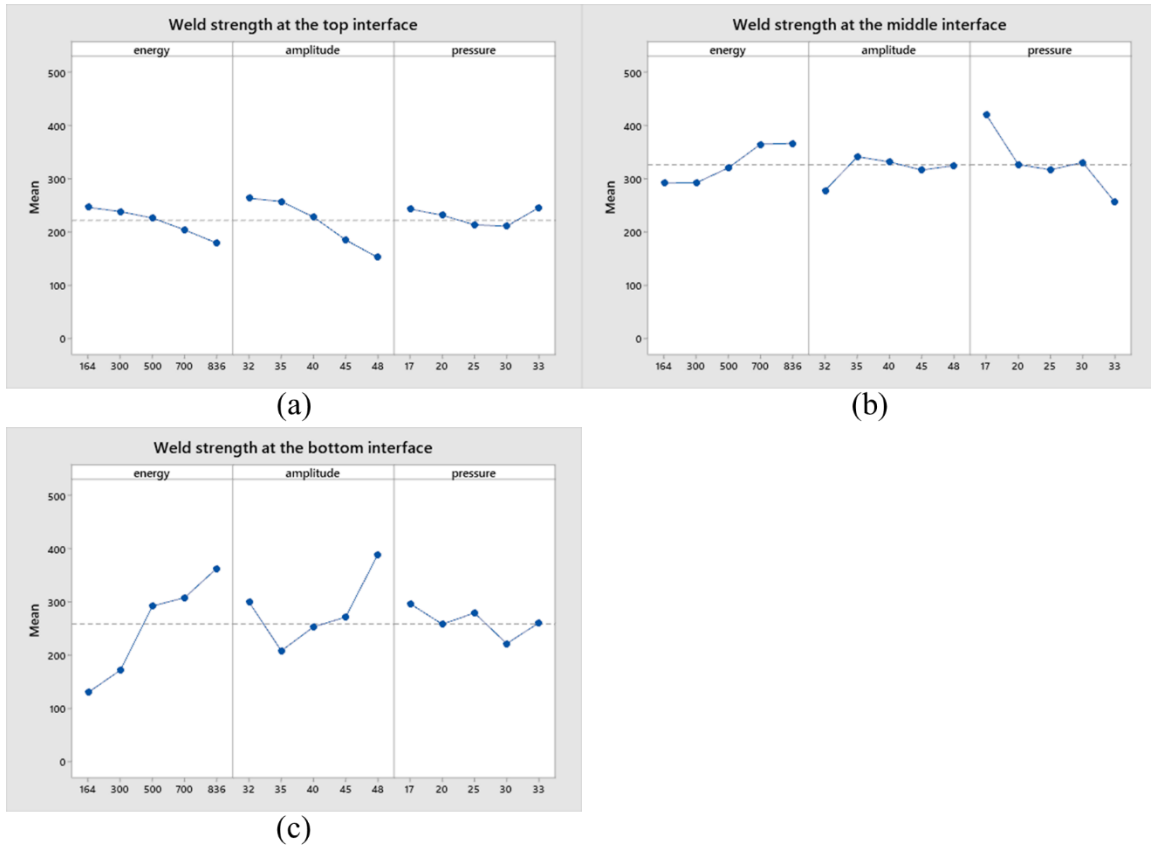 Weld strength at the top interface
energy amplitude pressure
500
400
300
200
100
0
Mean
164 300 500 700 836 32 35 40 45 48 17 20 25 30 33
(a)
Weld strength at the middle interface
energy amplitude pressure
500
400
300
200
100
0
Mean
164 300 500 700 836 32 35 40 45 48 17 20 25 30 33
(b)
Weld strength at the bottom interface
energy amplitude pressure
500
400
300
200
100
0
Mean
164 300 500 700 836 32 35 40 45 48 17 20 25 30 33
(c)